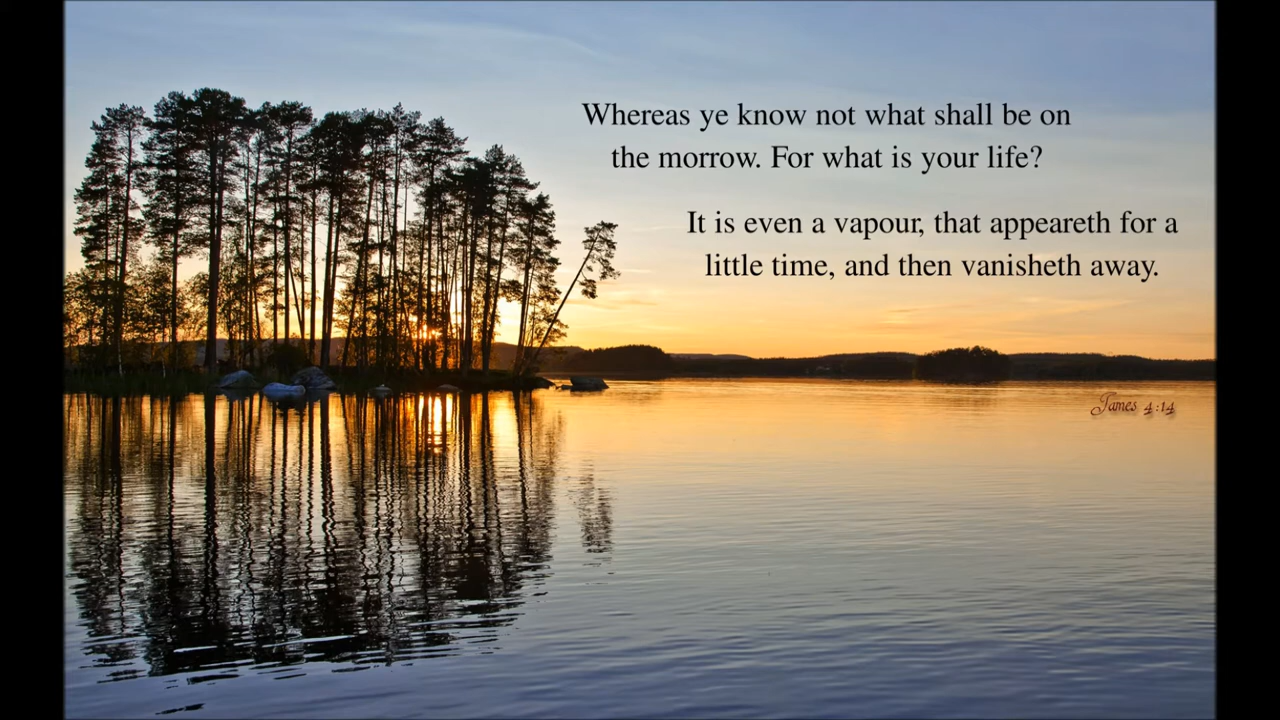 Whereas ye know not what shall be on
the morrow. For what is your life?
It is even a vapour, that appeareth for a
little time, and then vanisheth away.
James 4:14